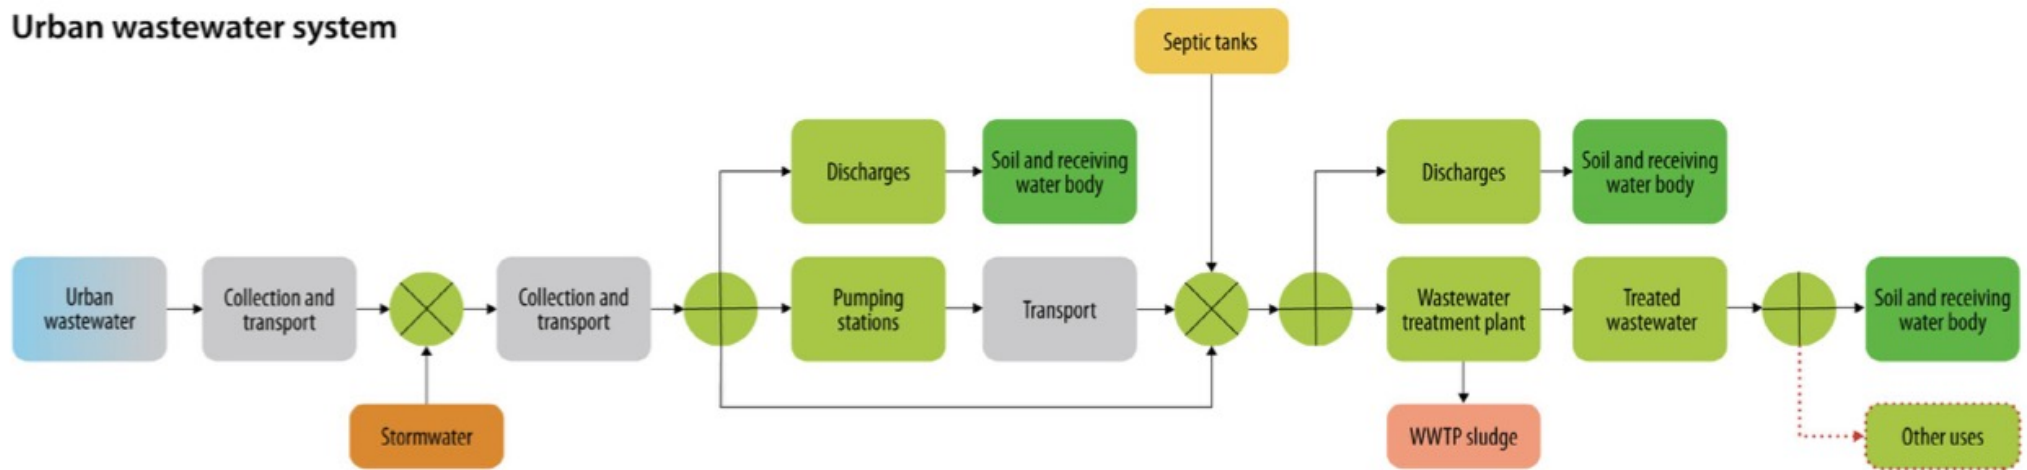 Urban wastewater system
Septic tanks
Discharges
Soil and receiving
water body
Discharges
Soil and receiving
water body
Urban
wastewater
Collection and
transport
Collection and
transport
Pumping
stations
Transport
Wastewater
treatment plant
Treated
wastewater
Soil and receiving
water body
Stormwater
WWTP sludge
Other uses